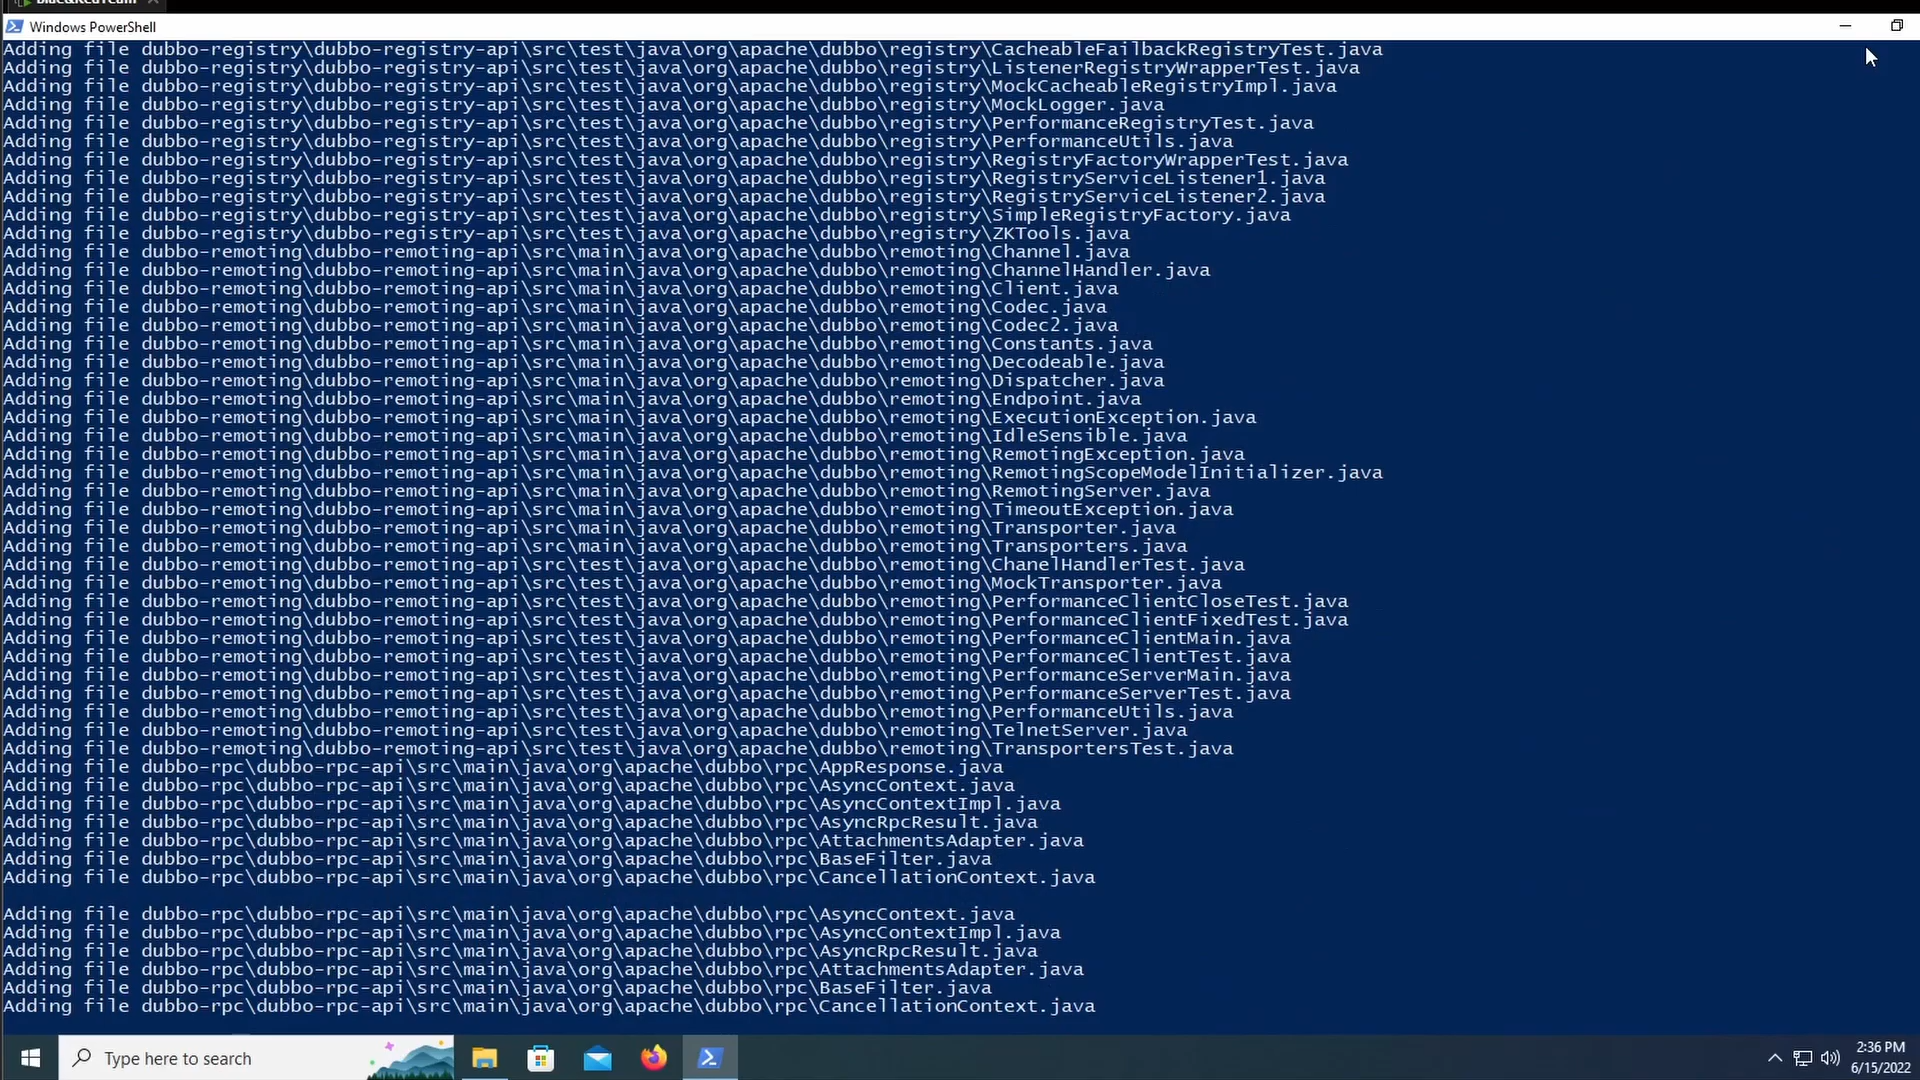 Windows PowerShell
Adding file dubbo-registry\dubbo-registry-api\src\test\java\org\apache\dubbo\registry\CacheableFailbackRegistryTest.java
Adding file dubbo-registry\dubbo-registry-api\src\test\java\org\apache\dubbo\registry\ListenerRegistryWrapperTest.java
Adding file dubbo-registry\dubbo-registry-api\src\test\java\org\apache\dubbo\registry\MockCacheableRegistryImpl.java
Adding file dubbo-registry\dubbo-registry-api\src\test\java\org\apache\dubbo\registry\MockLogger.java
Adding file dubbo-registry\dubbo-registry-api\src\test\java\org\apache\dubbo\registry\PerformanceRegistryTest.java
Adding file dubbo-registry\dubbo-registry-api\src\test\java\org\apache\dubbo\registry\PerformanceUtils.java
Adding file dubbo-registry\dubbo-registry-api\src\test\java\org\apache\dubbo\registry\RegistryFactoryWrapperTest.java
Adding file dubbo-registry\dubbo-registry-api\src\test\java\org\apache\dubbo\registry\RegistryServiceListener1.java
Adding file dubbo-registry\dubbo-registry-api\src\test\java\org\apache\dubbo\registry\RegistryServiceListener2.java
Adding file dubbo-registry\dubbo-registry-api\src\test\java\org\apache\dubbo\registry\SimpleRegistryFactory.java
Adding file dubbo-registry\dubbo-registry-api\src\test\java\org\apache\dubbo\registry\ZKTools.java
Adding file dubbo-remoting\dubbo-remoting-api\src\main\java\org\apache\dubbo\remoting\Channel.java
Adding file dubbo-remoting\dubbo-remoting-api\src\main\java\org\apache\dubbo\remoting\ChannelHandler.java
Adding file dubbo-remoting\dubbo-remoting-api\src\main\java\org\apache\dubbo\remoting\Client.java
Adding file dubbo-remoting\dubbo-remoting-api\src\main\java\org\apache\dubbo\remoting\Codec.java
Adding file dubbo-remoting\dubbo-remoting-api\src\main\java\org\apache\dubbo\remoting\Codec2.java
Adding file dubbo-remoting\dubbo-remoting-api\src\main\java\org\apache\dubbo\remoting\Constants.java
Adding file dubbo-remoting\dubbo-remoting-api\src\main\java\org\apache\dubbo\remoting\Decodeable.java
Adding file dubbo-remoting\dubbo-remoting-api\src\main\java\org\apache\dubbo\remoting\Dispatcher.java
Adding file dubbo-remoting\dubbo-remoting-api\src\main\java\org\apache\dubbo\remoting\Endpoint.java
Adding file dubbo-remoting\dubbo-remoting-api\src\main\java\org\apache\dubbo\remoting\ExecutionException.java
Adding file dubbo-remoting\dubbo-remoting-api\src\main\java\org\apache\dubbo\remoting\IdleSensible.java
Adding file dubbo-remoting\dubbo-remoting-api\src\main\java\org\apache\dubbo\remoting\RemotingException.java
Adding file dubbo-remoting\dubbo-remoting-api\src\main\java\org\apache\dubbo\remoting\RemotingScopeModelInitializer.java
Adding file dubbo-remoting\dubbo-remoting-api\src\main\java\org\apache\dubbo\remoting\RemotingServer.java
Adding file dubbo-remoting\dubbo-remoting-api\src\main\java\org\apache\dubbo\remoting\TimeoutException.java
Adding file dubbo-remoting\dubbo-remoting-api\src\main\java\org\apache\dubbo\remoting\Transporter.java
Adding file dubbo-remoting\dubbo-remoting-api\src\main\java\org\apache\dubbo\remoting\Transporters.java
Adding file dubbo-remoting\dubbo-remoting-api\src\test\java\org\apache\dubbo\remoting\ChanelHandlerTest.java
Adding file dubbo-remoting\dubbo-remoting-api\src\test\java\org\apache\dubbo\remoting\MockTransporter.java
Adding file dubbo-remoting\dubbo-remoting-api\src\test\java\org\apache\dubbo\remoting\PerformanceClientCloseTest.java
Adding file dubbo-remoting\dubbo-remoting-api\src\test\java\org\apache\dubbo\remoting\PerformanceClientFixedTest.java
Adding file dubbo-remoting\dubbo-remoting-api\src\test\java\org\apache\dubbo\remoting\PerformanceClientMain.java
Adding file dubbo-remoting\dubbo-remoting-api\src\test\java\org\apache\dubbo\remoting\PerformanceClientTest.java
Adding file dubbo-remoting\dubbo-remoting-api\src\test\java\org\apache\dubbo\remoting\PerformanceServerMain.java
Adding file dubbo-remoting\dubbo-remoting-api\src\test\java\org\apache\dubbo\remoting\PerformanceServerTest.java
Adding file dubbo-remoting\dubbo-remoting-api\src\test\java\org\apache\dubbo\remoting\PerformanceUtils.java
Adding file dubbo-remoting\dubbo-remoting-api\src\test\java\org\apache\dubbo\remoting\TelnetServer.java
Adding file dubbo-remoting\dubbo-remoting-api\src\test\java\org\apache\dubbo\remoting\TransportersTest.java
Adding file dubbo-rpc\dubbo-rpc-api\src\main\java\org\apache\dubbo\rpc\AppResponse.java
Adding file dubbo-rpc\dubbo-rpc-api\src\main\java\org\apache\dubbo\rpc\AsyncContext.java
Adding file dubbo-rpc\dubbo-rpc-api\src\main\java\org\apache\dubbo\rpc\AsyncContextImpl.java
Adding file dubbo-rpc\dubbo-rpc-api\src\main\java\org\apache\dubbo\rpc\AsyncRpcResult.java
Adding file dubbo-rpc\dubbo-rpc-api\src\main\java\org\apache\dubbo\rpc\AttachmentsAdapter.java
Adding file dubbo-rpc\dubbo-rpc-api\src\main\java\org\apache\dubbo\rpc\BaseFilter.java
Adding file dubbo-rpc\dubbo-rpc-api\src\main\java\org\apache\dubbo\rpc\CancellationContext.java
Adding file dubbo-rpc\dubbo-rpc-api\src\main\java\org\apache\dubbo\rpc\AsyncContext.java
Adding file dubbo-rpc\dubbo-rpc-api\src\main\java\org\apache\dubbo\rpc\AsyncContextImpl.java
Adding file dubbo-rpc\dubbo-rpc-api\src\main\java\org\apache\dubbo\rpc\AsyncRpcResult.java
Adding file dubbo-rpc\dubbo-rpc-api\src\main\java\org\apache\dubbo\rpc\AttachmentsAdapter.java
Adding file dubbo-rpc\dubbo-rpc-api\src\main\java\org\apache\dubbo\rpc\BaseFilter.java
Adding file dubbo-rpc\dubbo-rpc-api\src\main\java\org\apache\dubbo\rpc\CancellationContext.java
Type here to search
2:36 PM
6/15/2022